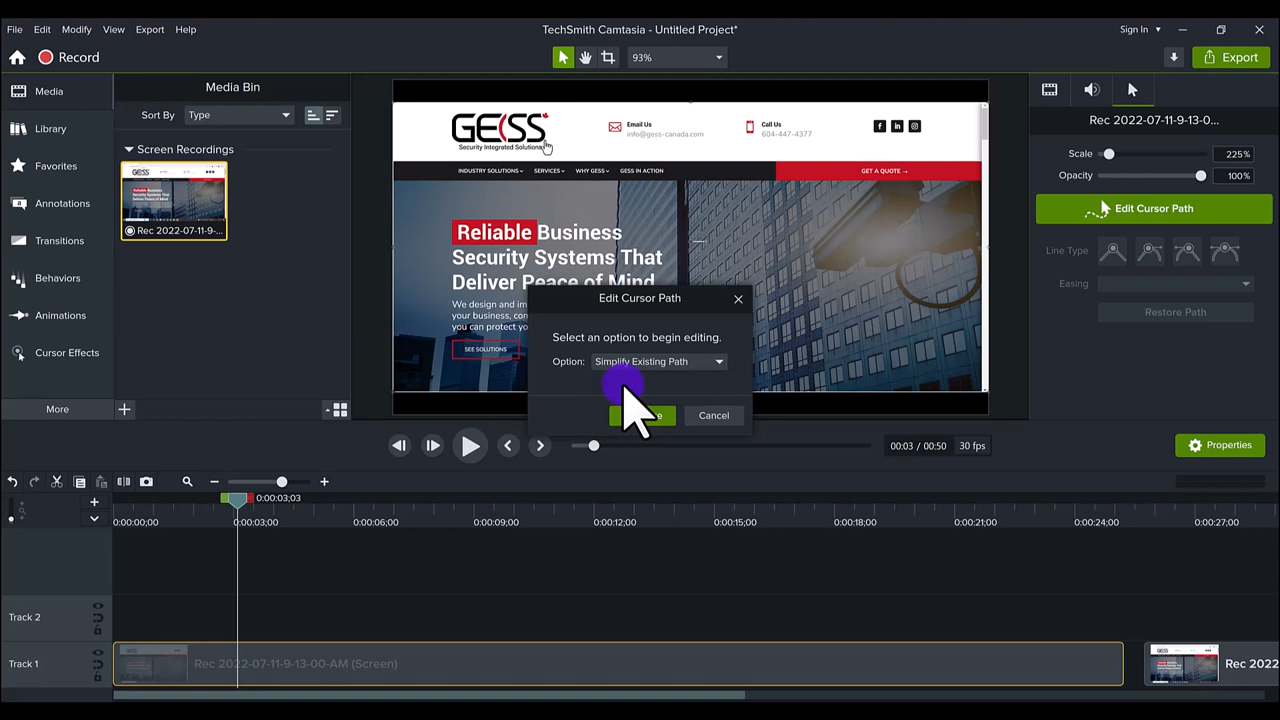 File Edit Modify View Export Help
TechSmith Camtasia - Untitled Project*
Sign In
Record
93%
Export
Media
Library
Favorites
Annotations
Transitions
Behaviors
Animations
Cursor Effects
More
Media Bin
Sort By Type
Screen Recordings
Rec 2022-07-11-9-...
GESS
Security Integrated Solutions
Email Us
info@gess-canada.com
Call Us
604-447-4377
INDUSTRY SOLUTIONS SERVICES WHY GESS GESS IN ACTION GET A QUOTE →
Reliable Business
Security Systems That
Deliver Peace of Mind
We design and
your business,
you can protect
SEE SOLUTIONS
Edit Cursor Path
Select an option to begin editing.
Option: Simplify Existing Path
Cancel
Rec 2022-07-11-9-13-0...
Scale 225%
Opacity 100%
Edit Cursor Path
Line Type
Easing
Restore Path
00:03 / 00:50 30 fps
Properties
0:00:03;03
0:00:00;00 0:00:03;00 0:00:06;00 0:00:09;00 0:00:12;00 0:00:15;00 0:00:18;00 0:00:21;00 0:00:24;00 0:00:27;00
Track 2
Track 1
Rec 2022-07-11-9-13-00-AM (Screen)
Rec 2022